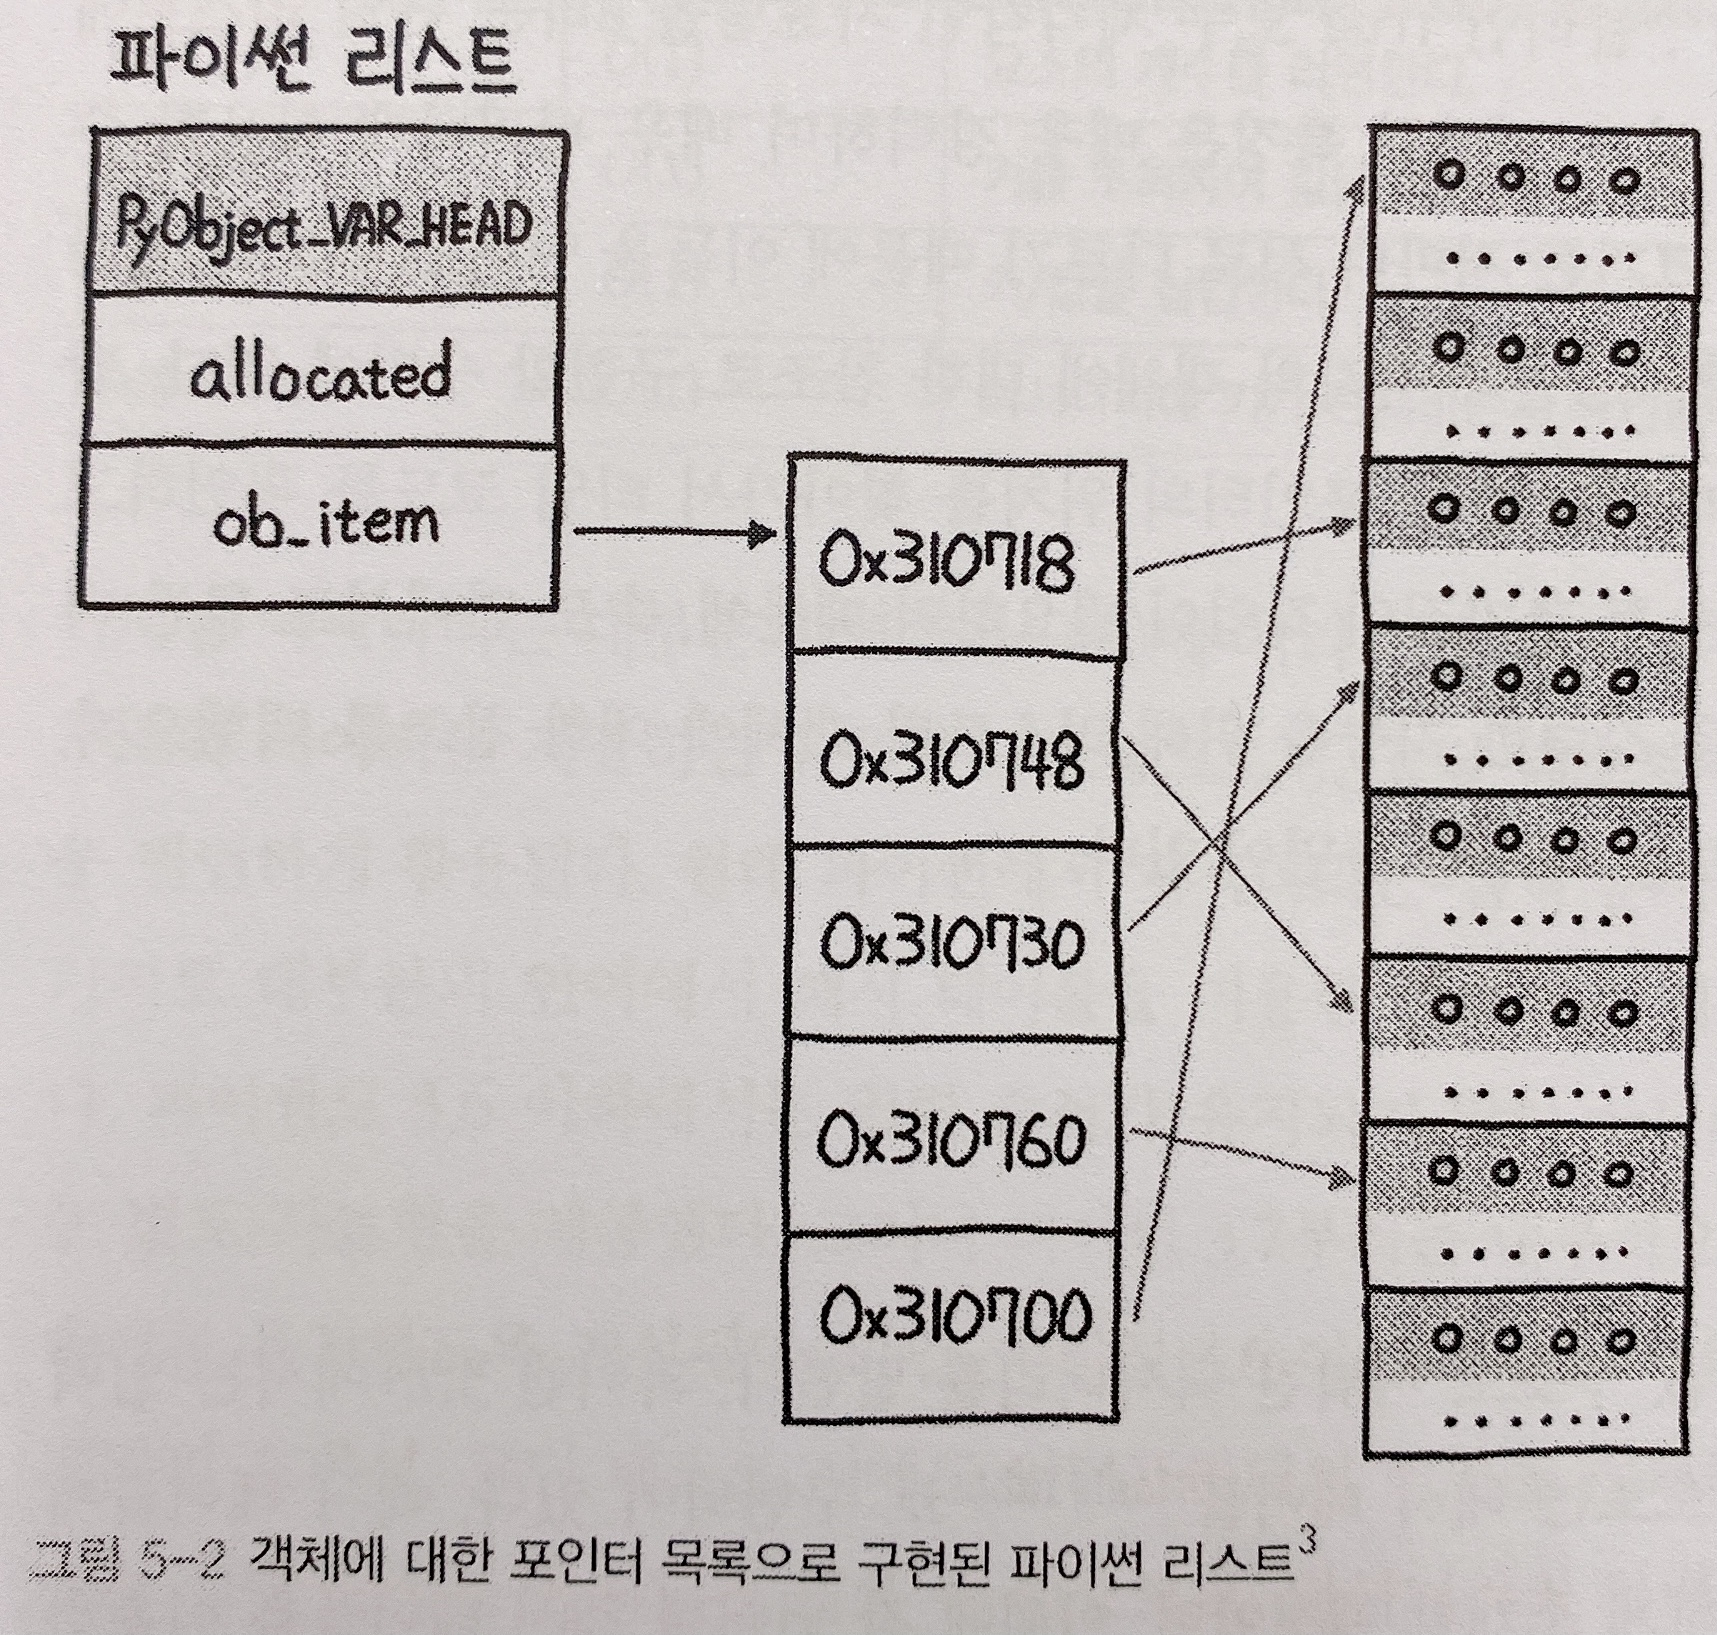 파이썬 리스트
PyObject_VAR_HEAD
allocated
ob_item
0x310718
0x310748
0x310730
0x310760
0x310700
그림 5-2 객체에 대한 포인터 목록으로 구현된 파이썬 리스트3